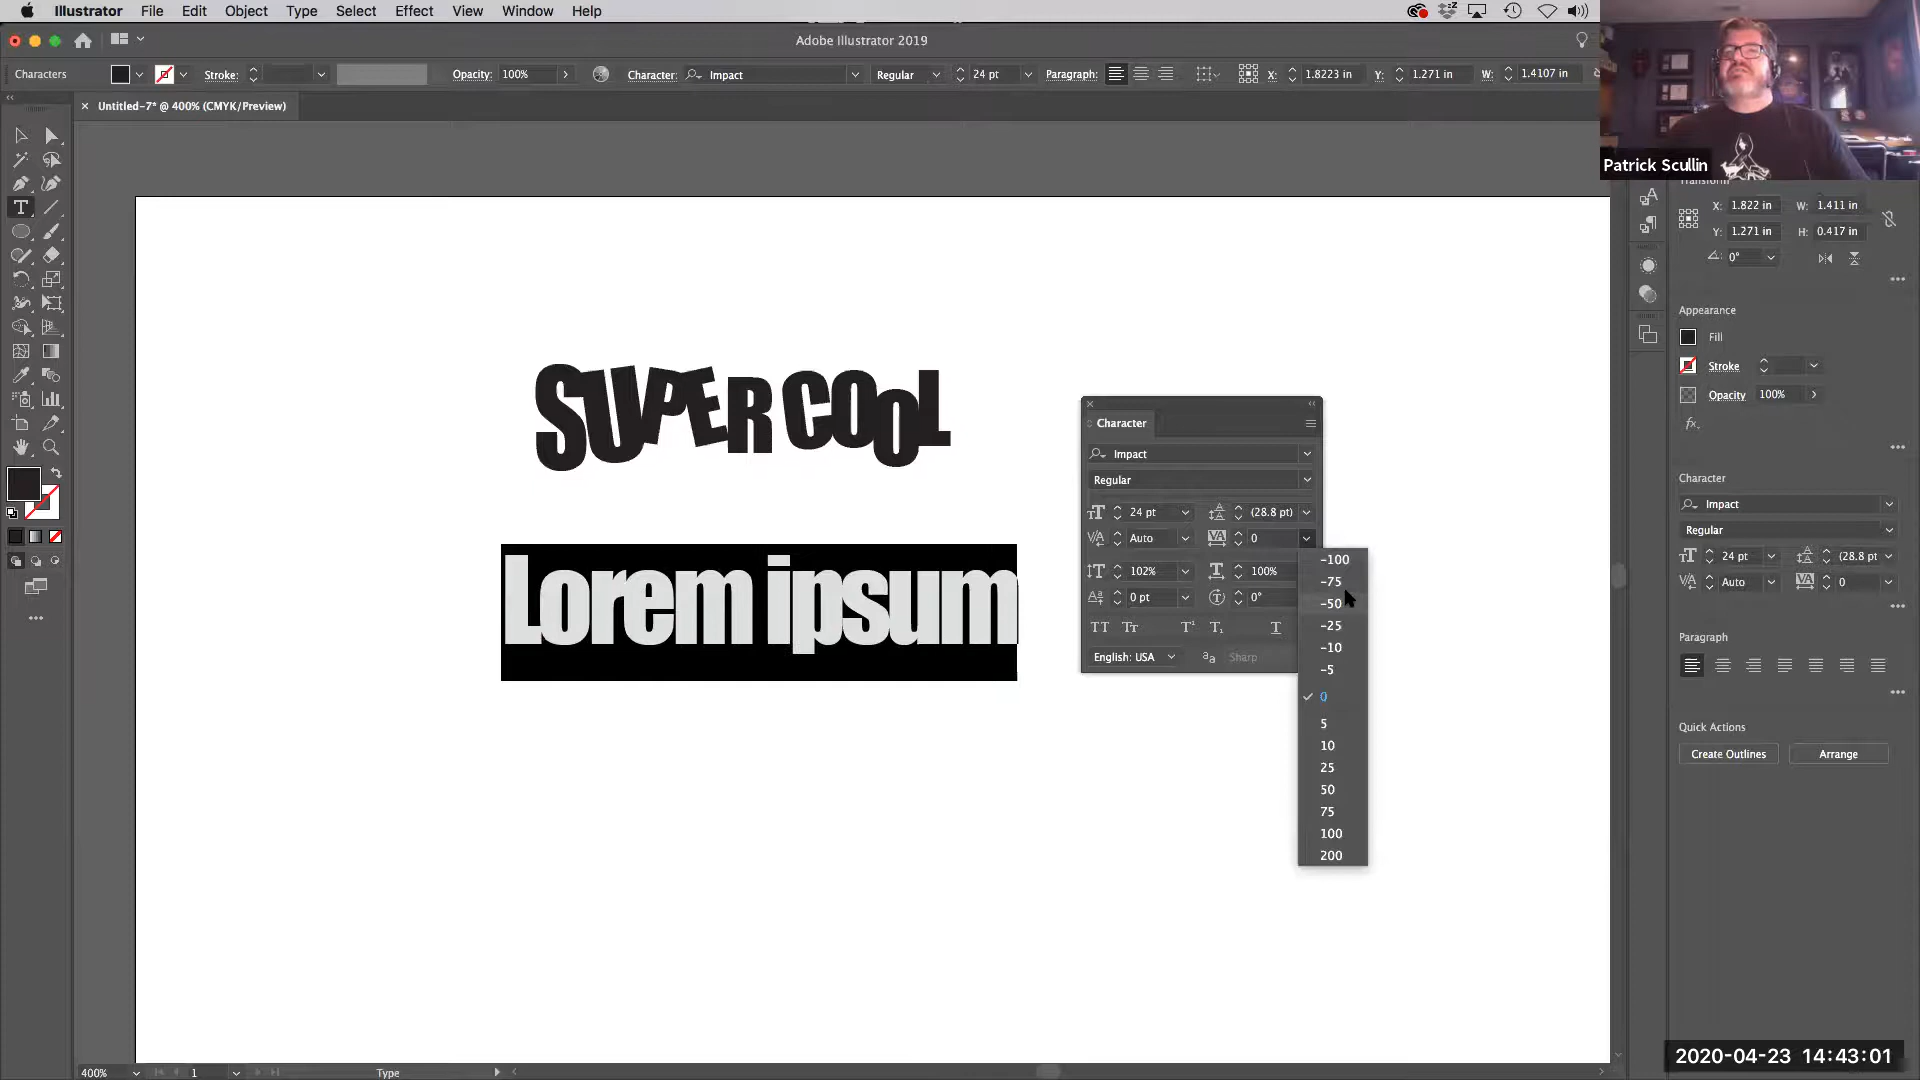 Illustrator File Edit Object Type Select Effect View Window Help
Adobe Illustrator 2019
Characters Stroke: Opacity: 100% Character: Impact Regular 24 pt Paragraph: X: 1.8223 in Y: 1.271 in W: 1.4107 in
Untitled-7* @ 400% (CMYK/Preview)
Patrick Scullin
Transform
X: 1.822 in W: 1.411 in
Y: 1.271 in H: 0.417 in
0°
Appearance
Fill
Stroke
Opacity 100%
fx.
SUPER COOL
Lorem ipsum
Character
Impact
Regular
24 pt (28.8 pt)
Auto 0
102% 100%
0 pt 0°
TT Tr T¹ T₁ T
English: USA aa Sharp
-100
-75
-50
-25
-10
-5
0
5
10
25
50
75
100
200
Character
Impact
Regular
24 pt (28.8 pt)
Auto 0
Paragraph
Quick Actions
Create Outlines Arrange
400% 1 Type
2020-04-23 14:43:01